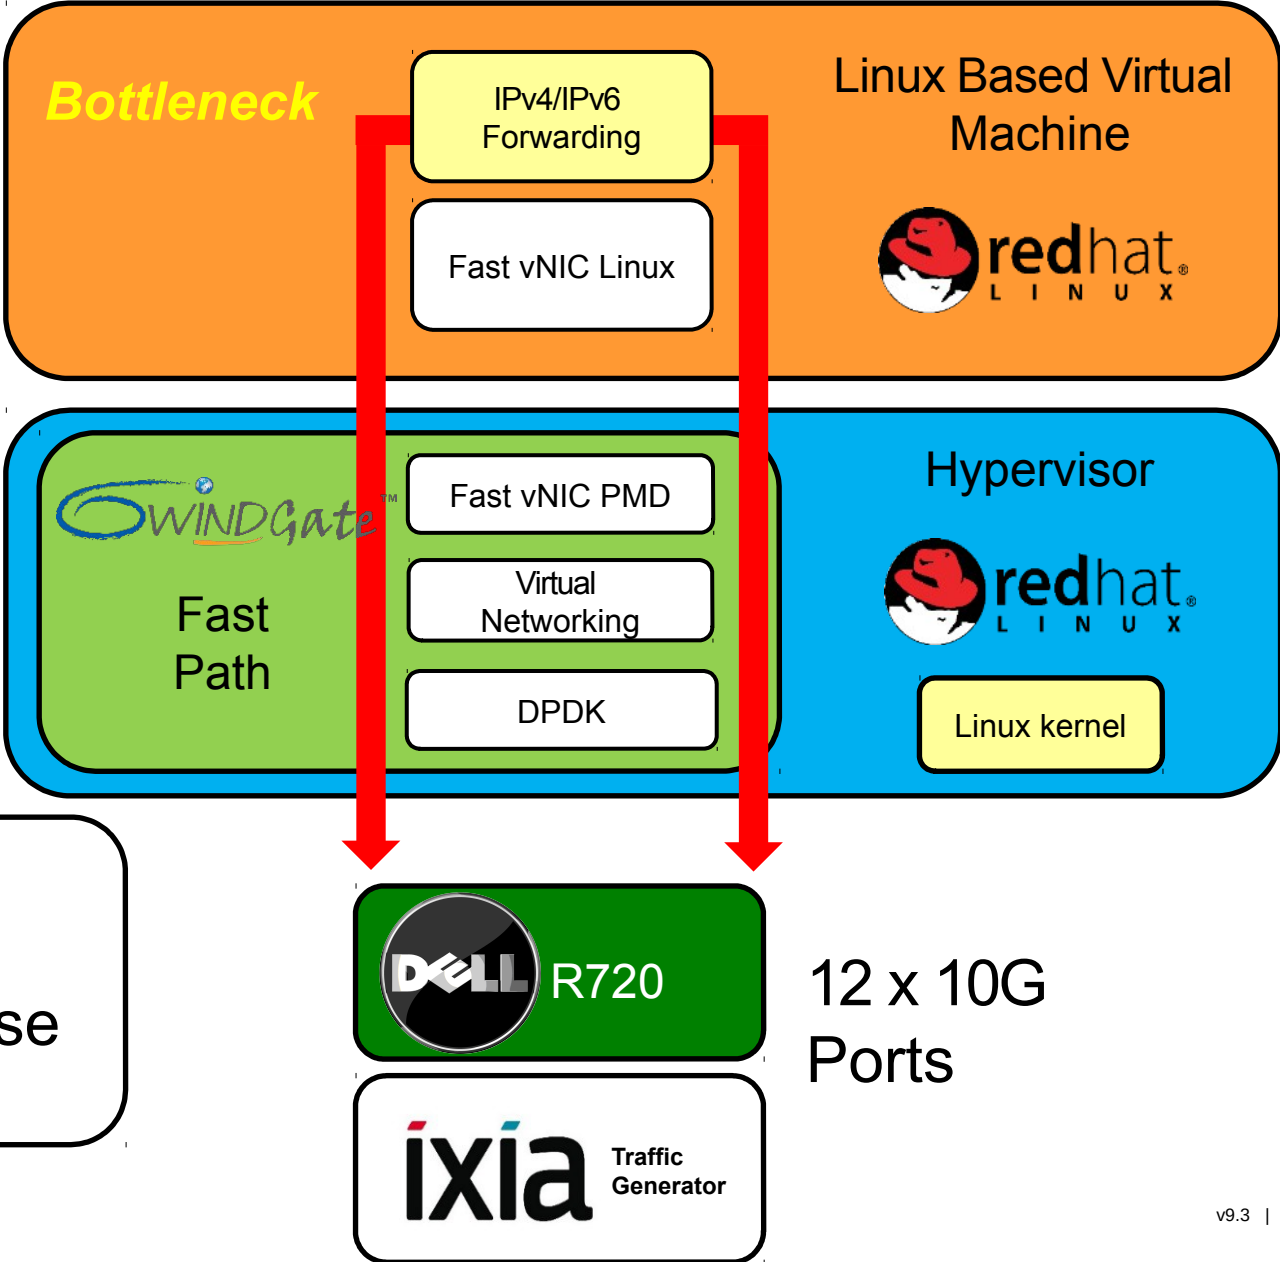 Bottleneck
IPv4/IPv6
Forwarding
Linux Based Virtual
Machine
Fast vNIC Linux
redhat®
LINUX
6WINDGate™
Fast
Path
Fast vNIC PMD
Virtual
Networking
DPDK
Hypervisor
redhat®
LINUX
Linux kernel
se
DELL
R720
12 x 10G
Ports
ixia
Traffic
Generator
v9.3 |